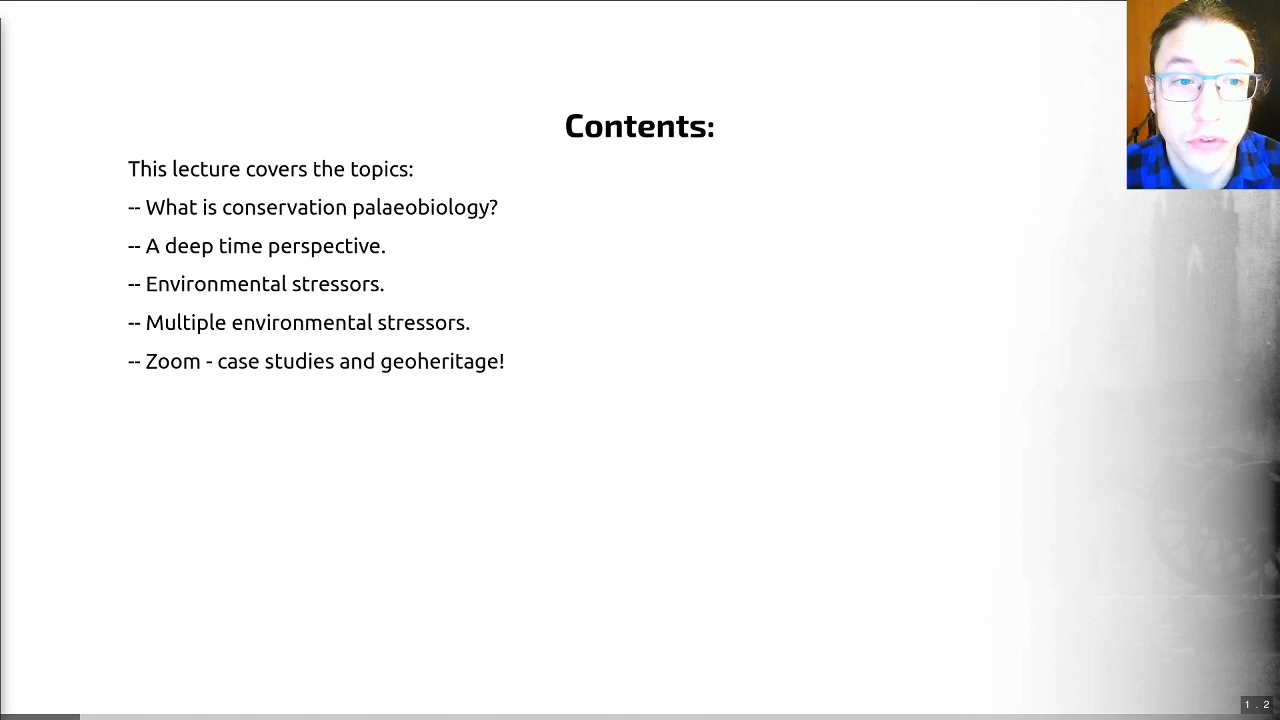 Contents:
This lecture covers the topics:
-- What is conservation palaeobiology?
-- A deep time perspective.
-- Environmental stressors.
-- Multiple environmental stressors.
-- Zoom - case studies and geoheritage!
1 . 2